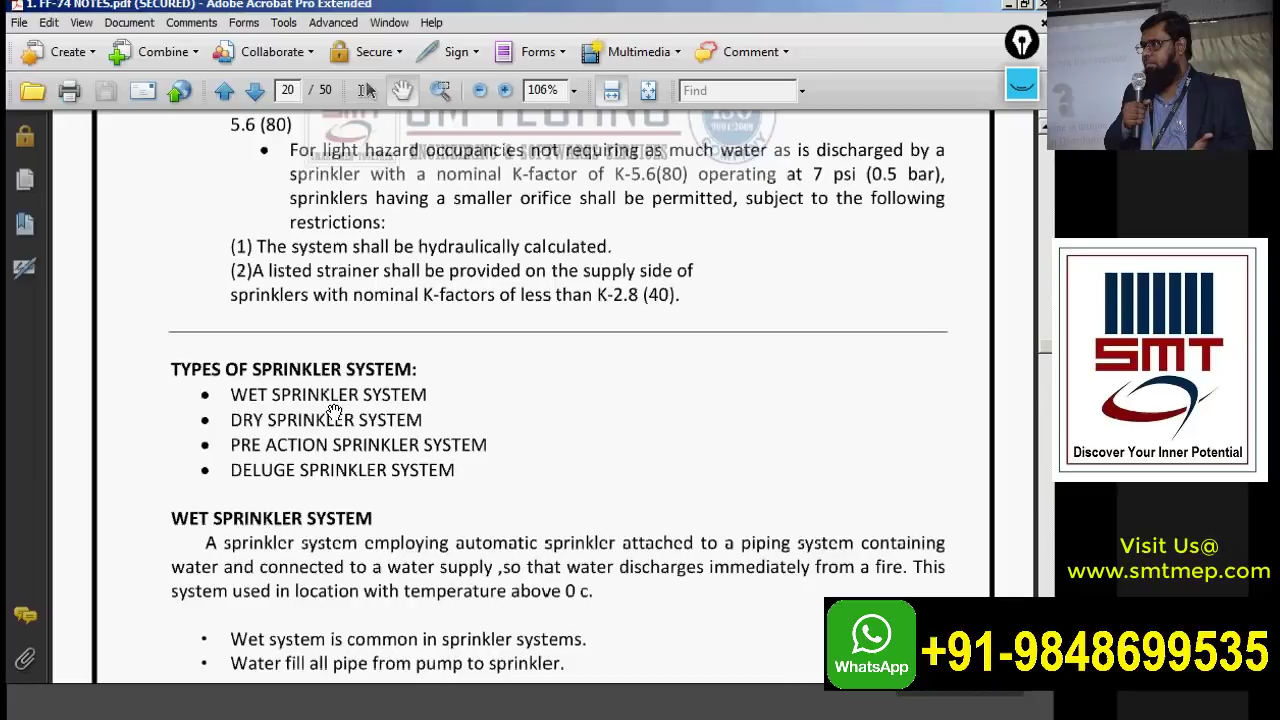 1. FF-74 NOTES.pdf (SECURED) - Adobe Acrobat Pro Extended
File Edit View Document Comments Forms Tools Advanced Window Help
Create Combine Collaborate Secure Sign Forms Multimedia Comment
20 / 50 106% Find
5.6 (80)
• For light hazard occupancies not requiring as much water as is discharged by a
sprinkler with a nominal K-factor of K-5.6(80) operating at 7 psi (0.5 bar),
sprinklers having a smaller orifice shall be permitted, subject to the following
restrictions:
(1) The system shall be hydraulically calculated.
(2)A listed strainer shall be provided on the supply side of
sprinklers with nominal K-factors of less than K-2.8 (40).
TYPES OF SPRINKLER SYSTEM:
• WET SPRINKLER SYSTEM
• DRY SPRINKLER SYSTEM
• PRE ACTION SPRINKLER SYSTEM
• DELUGE SPRINKLER SYSTEM
WET SPRINKLER SYSTEM
A sprinkler system employing automatic sprinkler attached to a piping system containing
water and connected to a water supply ,so that water discharges immediately from a fire. This
system used in location with temperature above 0 c.
• Wet system is common in sprinkler systems.
• Water fill all pipe from pump to sprinkler.
SMT
Discover Your Inner Potential
Visit Us@
www.smtmep.com
WhatsApp
+91-9848699535